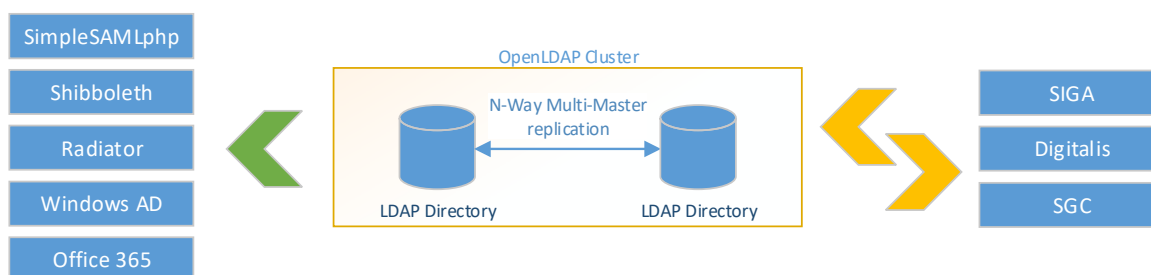 SimpleSAMLphp
Shibboleth
Radiator
Windows AD
Office 365
OpenLDAP Cluster
N-Way Multi-Master
replication
LDAP Directory
LDAP Directory
SIGA
Digitalis
SGC